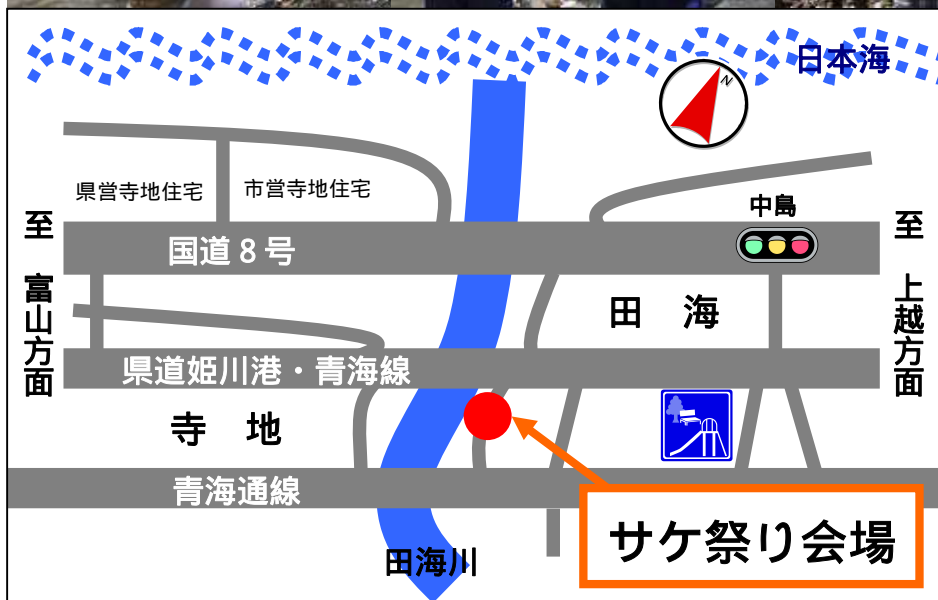 日本海
N
県営寺地住宅
市営寺地住宅
中島
至 富山方面
国道8号
至 上越方面
田 海
県道姫川港・青海線
寺 地
青海通線
サケ祭り会場
田海川